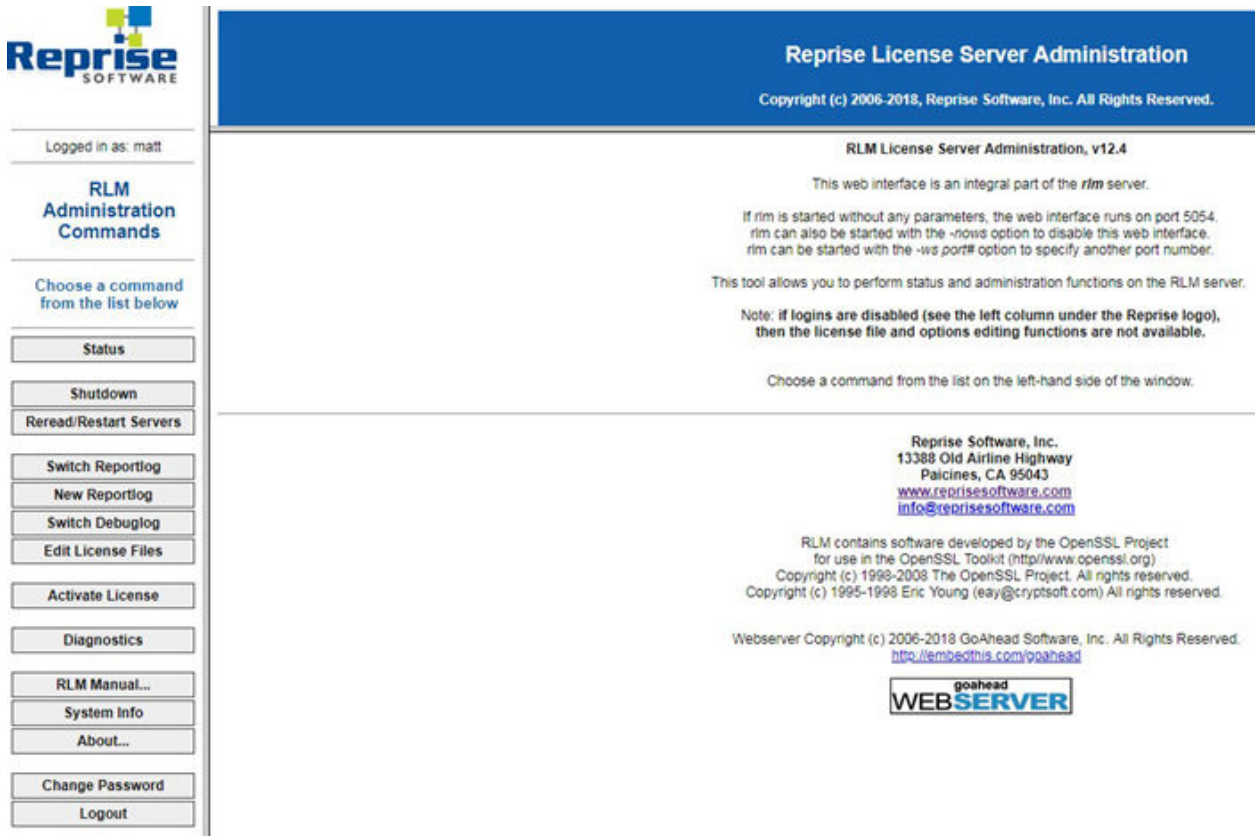 Reprise
SOFTWARE
Logged in as: matt
RLM
Administration
Commands
Choose a command
from the list below
Status
Shutdown
Reread/Restart Servers
Switch Reportlog
New Reportlog
Switch Debuglog
Edit License Files
Activate License
Diagnostics
RLM Manual...
System Info
About...
Change Password
Logout
Reprise License Server Administration
Copyright (c) 2006-2018, Reprise Software, Inc. All Rights Reserved.
RLM License Server Administration, v12.4
This web interface is an integral part of the rlm server.
If rlm is started without any parameters, the web interface runs on port 5054.
rlm can also be started with the -nows option to disable this web interface.
rlm can be started with the -ws port# option to specify another port number.
This tool allows you to perform status and administration functions on the RLM server.
Note: if logins are disabled (see the left column under the Reprise logo),
then the license file and options editing functions are not available.
Choose a command from the list on the left-hand side of the window.
Reprise Software, Inc.
13388 Old Airline Highway
Paicines, CA 95043
www.reprisesoftware.com
info@reprisesoftware.com
RLM contains software developed by the OpenSSL Project
for use in the OpenSSL Toolkit (http//www.openssl.org)
Copyright (c) 1998-2008 The OpenSSL Project. All rights reserved.
Copyright (c) 1995-1998 Eric Young (eay@cryptsoft.com) All rights reserved.
Webserver Copyright (c) 2006-2018 GoAhead Software, Inc. All Rights Reserved.
http://embedthis.com/goahead
goahead
WEBSERVER